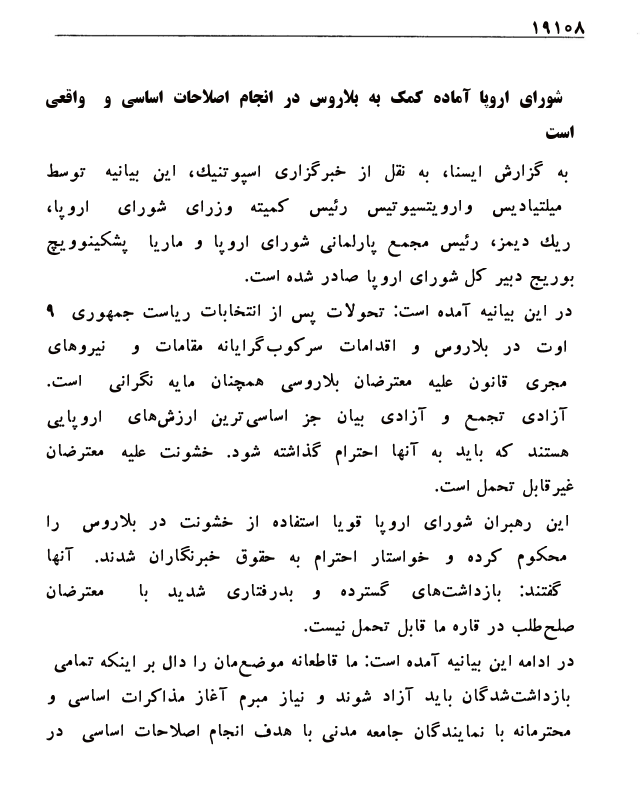 ۱۹۱۰۸
شورای اروپا آماده کمک به بلاروس در انجام اصلاحات اساسی و واقعی
است
به گزارش ایسنا، به نقل از خبرگزاری اسپوتنیك، این بیانیه توسط
میلتیادیس وارویتسیوتیس رئیس کمیته وزرای شورای اروپا،
ریك دیمز، رئیس مجمع پارلمانی شورای اروپا و ماریا پشکینوویچ
بوریچ دبیر کل شورای اروپا صادر شده است.
در این بیانیه آمده است: تحولات پس از انتخابات ریاست جمهوری ۹
اوت در بلاروس و اقدامات سرکوب‌گرایانه مقامات و نیروهای
مجری قانون علیه معترضان بلاروسی همچنان مایه نگرانی است.
آزادی تجمع و آزادی بیان جز اساسی‌ترین ارزش‌های اروپایی
هستند که باید به آنها احترام گذاشته شود. خشونت علیه معترضان
غیرقابل تحمل است.
این رهبران شورای اروپا قویا استفاده از خشونت در بلاروس را
محکوم کرده و خواستار احترام به حقوق خبرنگاران شدند. آنها
گفتند: بازداشت‌های گسترده و بدرفتاری شدید با معترضان
صلح‌طلب در قاره ما قابل تحمل نیست.
در ادامه این بیانیه آمده است: ما قاطعانه موضع‌مان را دال بر اینکه تمامی
بازداشت‌شدگان باید آزاد شوند و نیاز مبرم آغاز مذاکرات اساسی و
محترمانه با نمایندگان جامعه مدنی با هدف انجام اصلاحات اساسی در